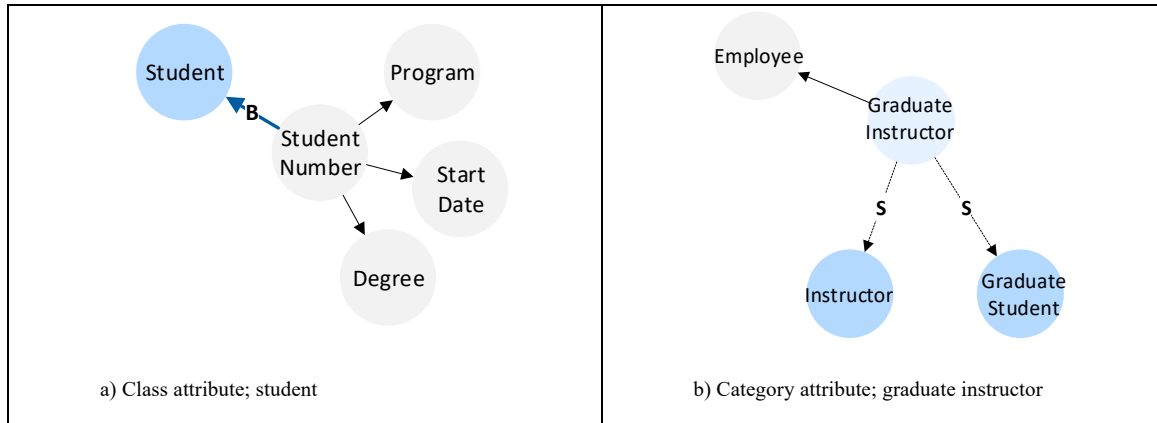 Student
B
Program
Student
Number
Start
Date
Degree
a) Class attribute; student
Employee
Graduate
Instructor
S
S
Instructor
Graduate
Student
b) Category attribute; graduate instructor